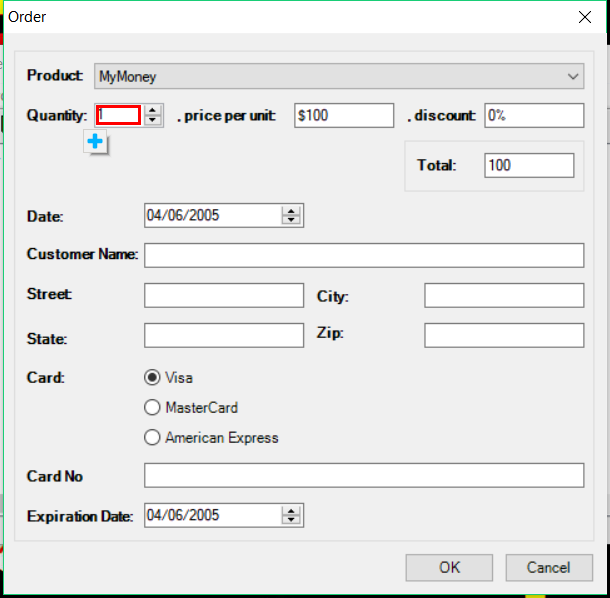 Order
Product: MyMoney
Quantity: 1 , price per unit: $100 , discount: 0%
Total: 100
Date: 04/06/2005
Customer Name:
Street: City:
State: Zip:
Card: Visa
MasterCard
American Express
Card No
Expiration Date: 04/06/2005
OK Cancel